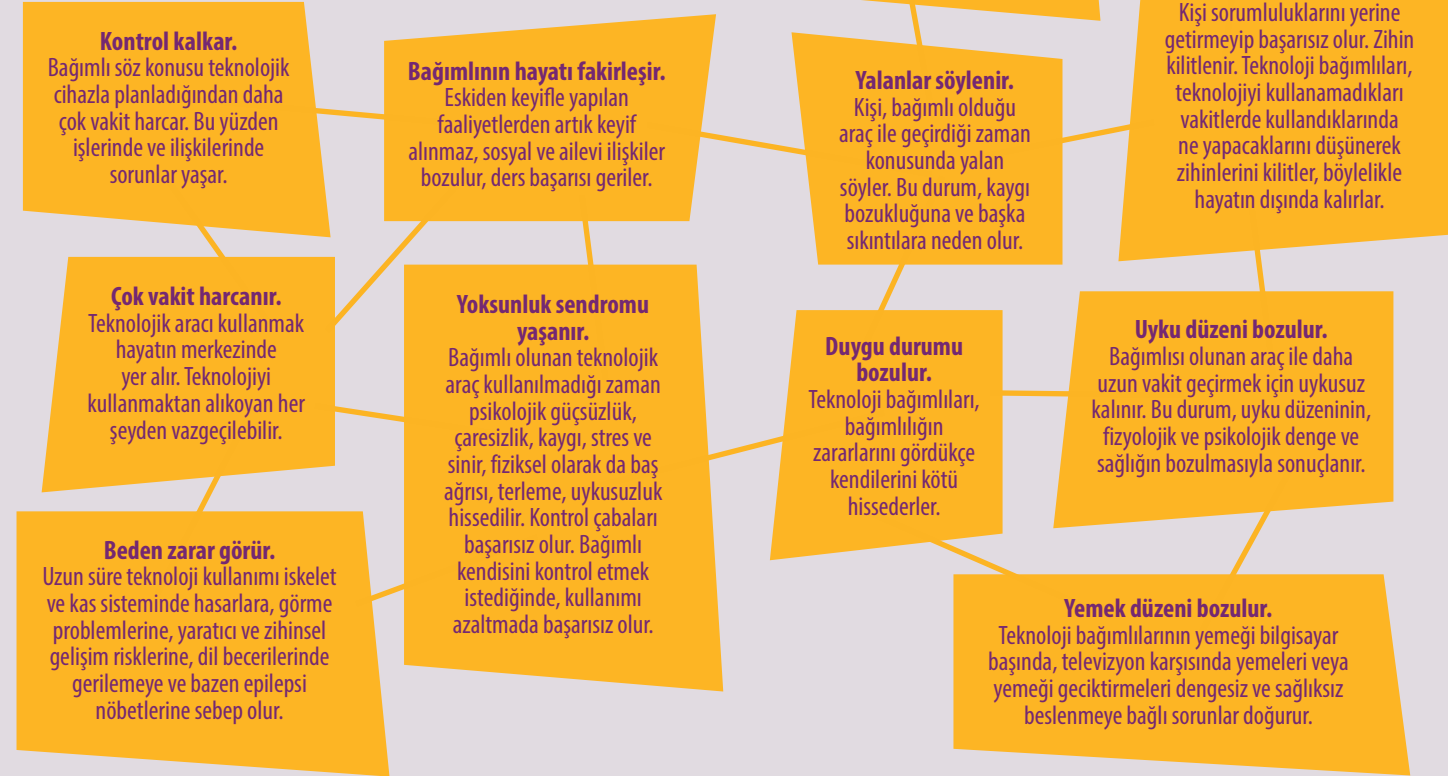 Kontrol kalkar.
Bağımlı söz konusu teknolojik
cihazla planladığından daha
çok vakit harcar. Bu yüzden
işlerinde ve ilişkilerinde
sorunlar yaşar.
Bağımlının hayatı fakirleşir.
Eskiden keyifle yapılan
faaliyetlerden artık keyif
alınmaz, sosyal ve ailevi ilişkiler
bozulur, ders başarısı geriler.
Yalanlar söylenir.
Kişi, bağımlı olduğu
araç ile geçirdiği zaman
konusunda yalan
söyler. Bu durum, kaygı
bozukluğuna ve başka
sıkıntılara neden olur.
Kişi sorumluluklarını yerine
getirmeyip başarısız olur. Zihin
kilitlenir. Teknoloji bağımlıları,
teknolojiyi kullanamadıkları
vakitlerde kullandıklarında
ne yapacaklarını düşünerek
zihinlerini kilitler, böylelikle
hayatın dışında kalırlar.
Çok vakit harcanır.
Teknolojik aracı kullanmak
hayatın merkezinde
yer alır. Teknolojiyi
kullanmaktan alıkoyan her
şeyden vazgeçilebilir.
Yoksunluk sendromu
yaşanır.
Bağımlı olunan teknolojik
araç kullanılmadığı zaman
psikolojik güçsüzlük,
çaresizlik, kaygı, stres ve
sinir, fiziksel olarak da baş
ağrısı, terleme, uykusuzluk
hissedilir. Kontrol çabaları
başarısız olur. Bağımlı
kendisini kontrol etmek
istediğinde, kullanımı
azaltmada başarısız olur.
Duygu durumu
bozulur.
Teknoloji bağımlıları,
bağımlılığın
zararlarını gördükçe
kendilerini kötü
hissederler.
Uyku düzeni bozulur.
Bağımlısı olunan araç ile daha
uzun vakit geçirmek için uykusuz
kalınır. Bu durum, uyku düzeninin,
fizyolojik ve psikolojik denge ve
sağlığın bozulmasıyla sonuçlanır.
Beden zarar görür.
Uzun süre teknoloji kullanımı iskelet
ve kas sisteminde hasarlara, görme
problemlerine, yaratıcı ve zihinsel
gelişim risklerine, dil becerilerinde
gerilemeye ve bazen epilepsi
nöbetlerine sebep olur.
Yemek düzeni bozulur.
Teknoloji bağımlılarının yemeği bilgisayar
başında, televizyon karşısında yemeleri veya
yemeği geciktirmeleri dengesiz ve sağlıksız
beslenmeye bağlı sorunlar doğurur.